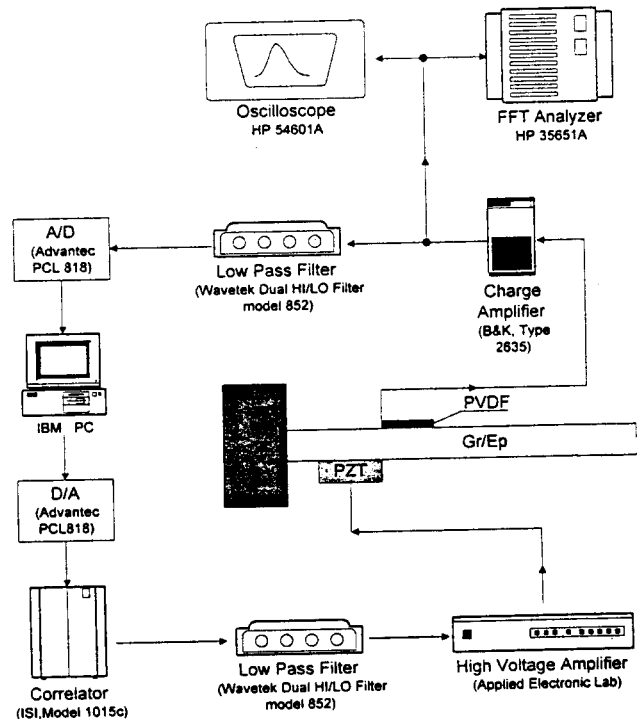 Oscilloscope
HP 54601A
FFT Analyzer
HP 35651A
A/D
(Advantec
PCL 818)
Low Pass Filter
(Wavetek Dual HI/LO Filter
model 852)
Charge
Amplifier
(B&K, Type
2635)
IBM PC
PVDF
Gr/Ep
PZT
D/A
(Advantec
PCL818)
Correlator
(ISI,Model 1015c)
Low Pass Filter
(Wavetek Dual HI/LO Filter
model 852)
High Voltage Amplifier
(Applied Electronic Lab)